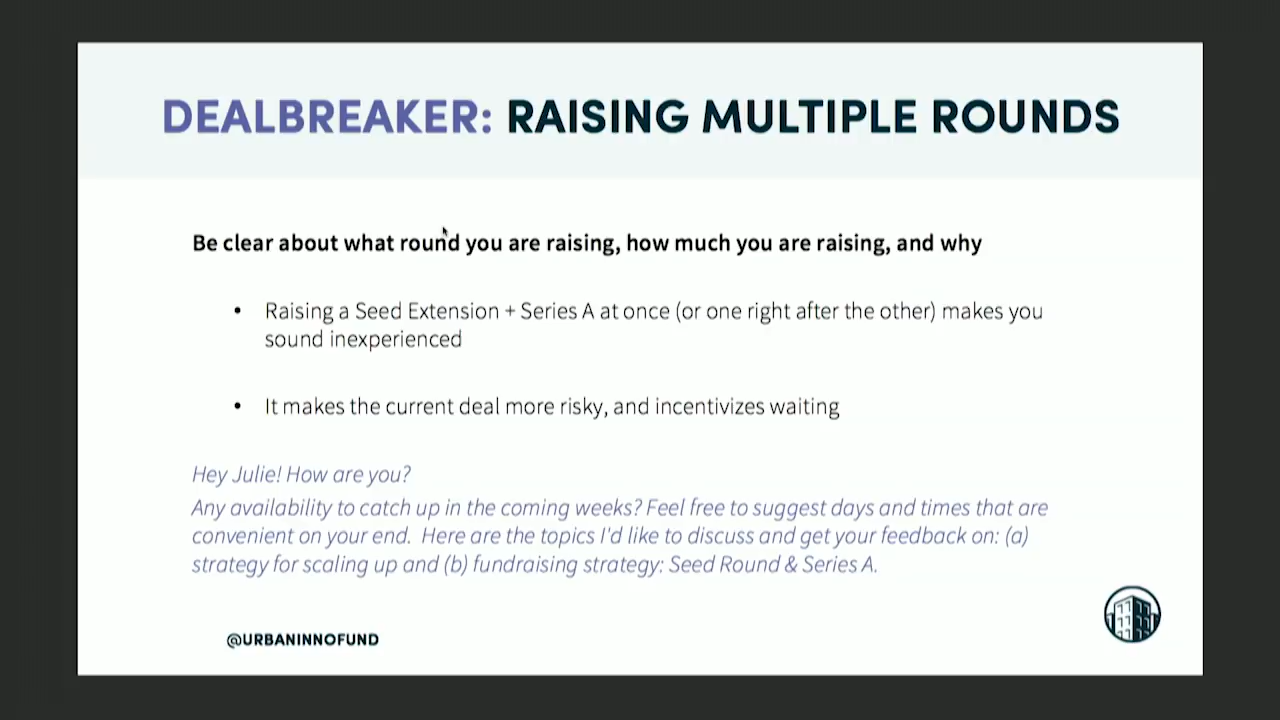 DEALBREAKER: RAISING MULTIPLE ROUNDS
Be clear about what round you are raising, how much you are raising, and why
• Raising a Seed Extension + Series A at once (or one right after the other) makes you
sound inexperienced
• It makes the current deal more risky, and incentivizes waiting
Hey Julie! How are you?
Any availability to catch up in the coming weeks? Feel free to suggest days and times that are
convenient on your end. Here are the topics I'd like to discuss and get your feedback on: (a)
strategy for scaling up and (b) fundraising strategy: Seed Round & Series A.
@URBANINNOFUND